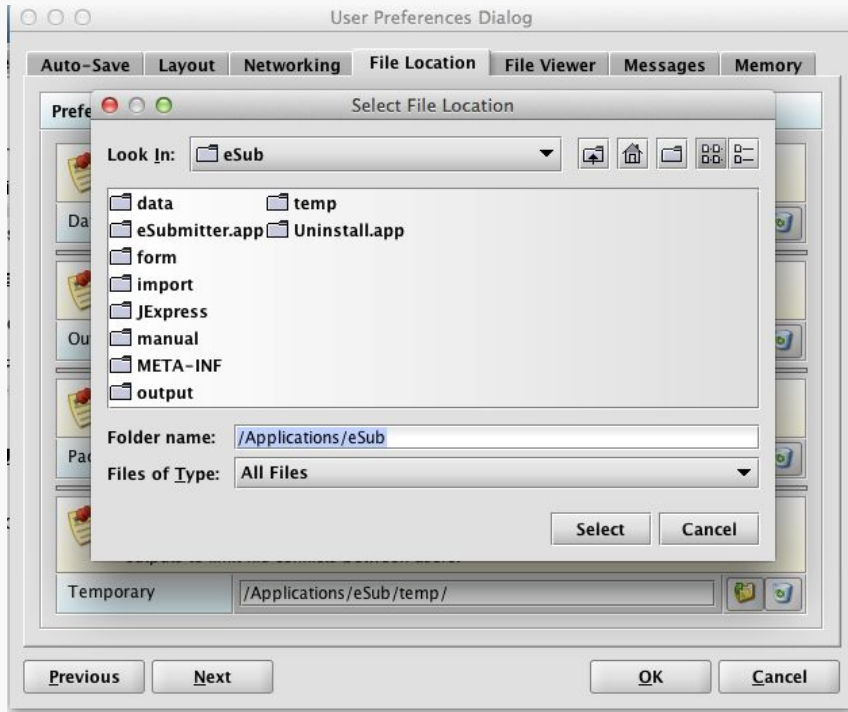 User Preferences Dialog
Auto-Save Layout Networking File Location File Viewer Messages Memory
Select File Location
Look In: eSub
data temp
eSubmitter.app Uninstall.app
form
import
JExpress
manual
META-INF
output
Folder name: /Applications/eSub
Files of Type: All Files
Select Cancel
Temporary /Applications/eSub/temp/
Previous Next OK Cancel